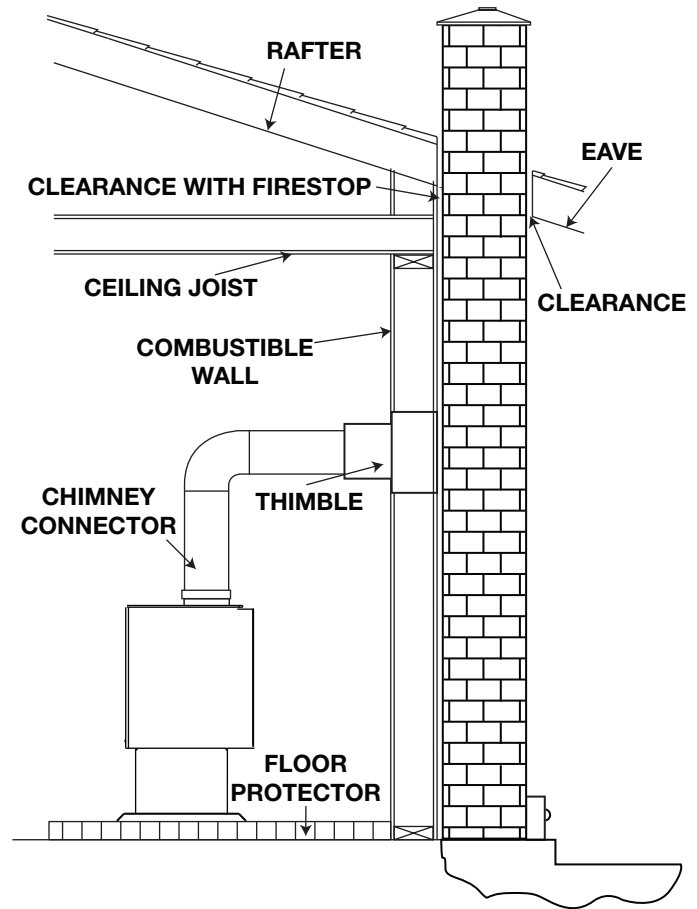 RAFTER
EAVE
CLEARANCE WITH FIRESTOP
CEILING JOIST
CLEARANCE
COMBUSTIBLE
WALL
CHIMNEY
CONNECTOR
THIMBLE
FLOOR
PROTECTOR